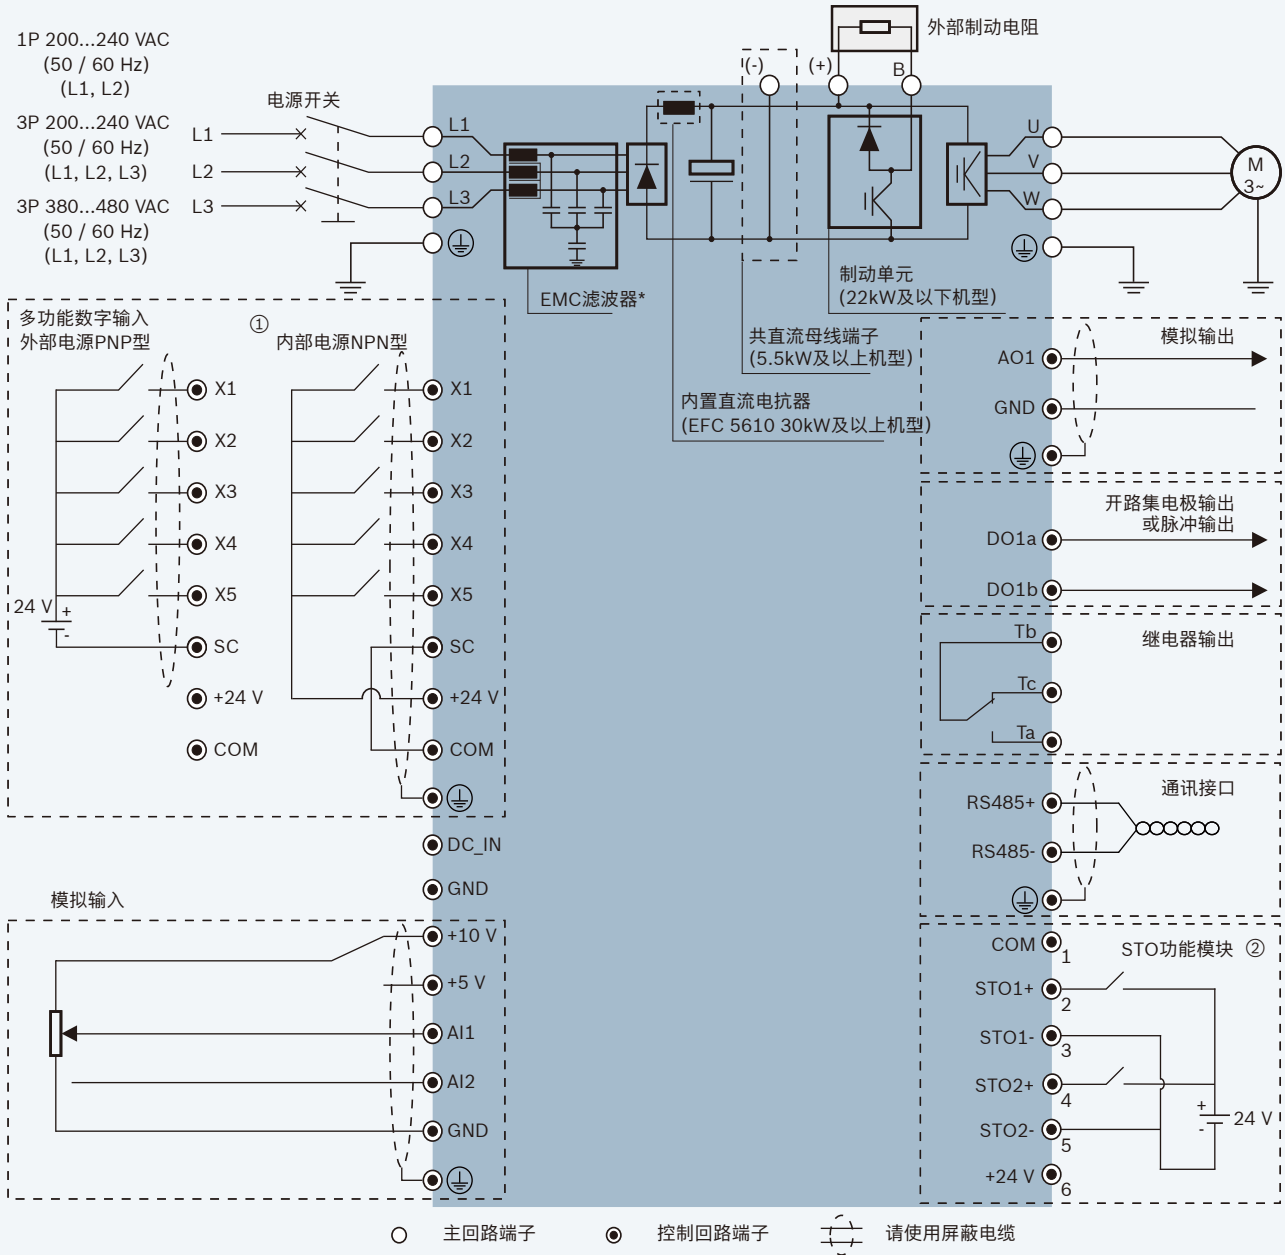 1P 200...240 VAC
(50 / 60 Hz)
(L1, L2)
3P 200...240 VAC
(50 / 60 Hz)
(L1, L2, L3)
3P 380...480 VAC
(50 / 60 Hz)
(L1, L2, L3)
电源开关
L1
L2
L3
L1
L2
L3
EMC滤波器*
(-)
(+)
B
外部制动电阻
U
V
W
M
3~
制动单元
(22kW及以下机型)
共直流母线端子
(5.5kW及以上机型)
内置直流电抗器
(EFC 5610 30kW及以上机型)
多功能数字输入
外部电源PNP型
①
内部电源NPN型
X1
X2
X3
X4
X5
24 V
+
-
SC
+24 V
COM
X1
X2
X3
X4
X5
SC
+24 V
COM
DC_IN
GND
模拟输入
+10 V
+5 V
AI1
AI2
GND
模拟输出
AO1
GND
开路集电极输出
或脉冲输出
DO1a
DO1b
继电器输出
Tb
Tc
Ta
通讯接口
RS485+
RS485-
STO功能模块 ②
COM
1
STO1+
2
STO1-
3
STO2+
4
STO2-
5
+24 V
6
+
-
24 V
主回路端子
控制回路端子
请使用屏蔽电缆